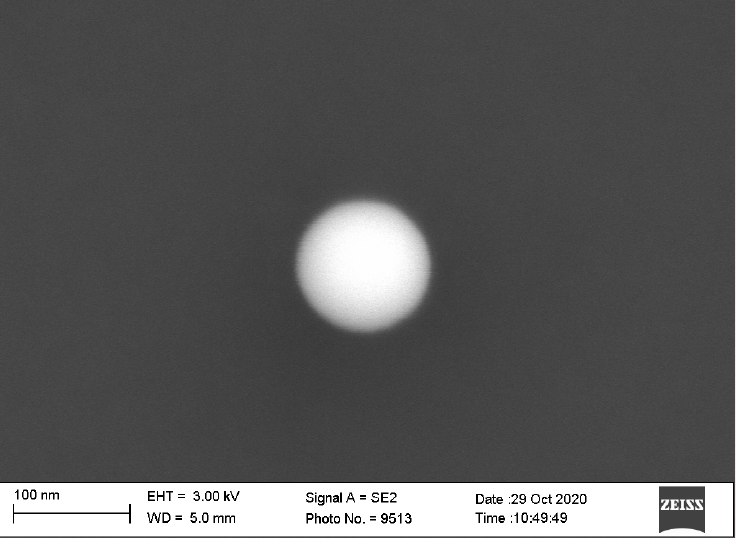 100 nm
EHT = 3.00 kV
Signal A = SE2
Date :29 Oct 2020
WD = 5.0 mm
Photo No. = 9513
Time :10:49:49
ZEISS